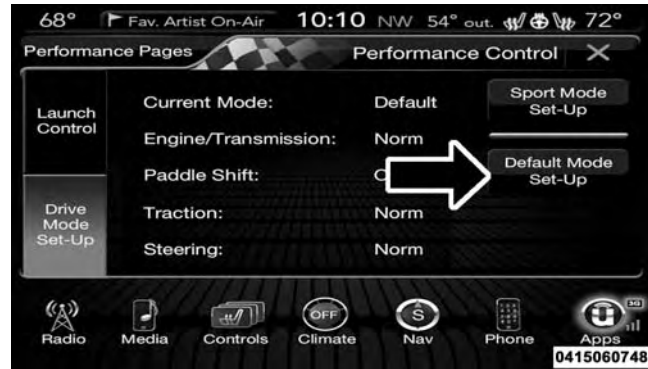 68° Fav. Artist On-Air 10:10 NW 54° out. 72°
Performance Pages Performance Control
Launch
Control
Drive
Mode
Set-Up
Current Mode: Default
Engine/Transmission: Norm
Paddle Shift:
Traction: Norm
Steering: Norm
Sport Mode
Set-Up
Default Mode
Set-Up
OFF S 3G
Radio Media Controls Climate Nav Phone Apps
0415060748